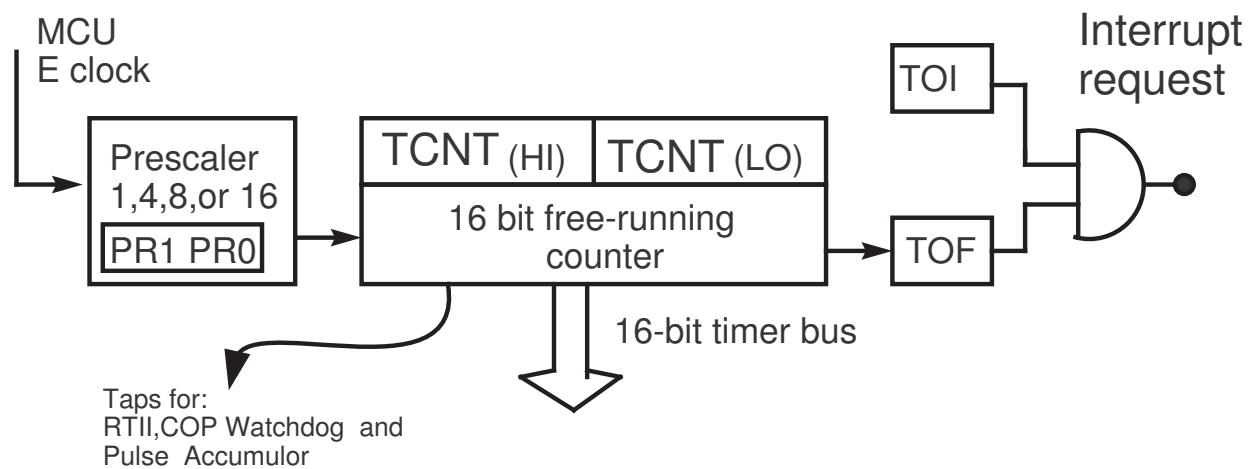 MCU
E clock
Prescaler
1,4,8,or 16
PR1 PR0
TCNT (HI)
TCNT (LO)
16 bit free-running
counter
TOI
TOF
Interrupt
request
16-bit timer bus
Taps for:
RTII,COP Watchdog and
Pulse Accumulor